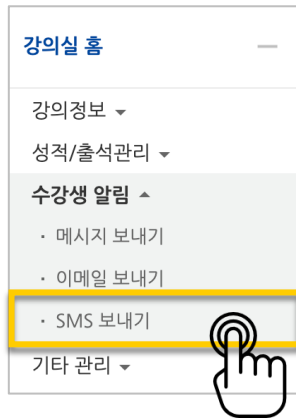 강의실 홈
강의정보
성적/출석관리
수강생 알림
· 메시지 보내기
· 이메일 보내기
· SMS 보내기
기타 관리